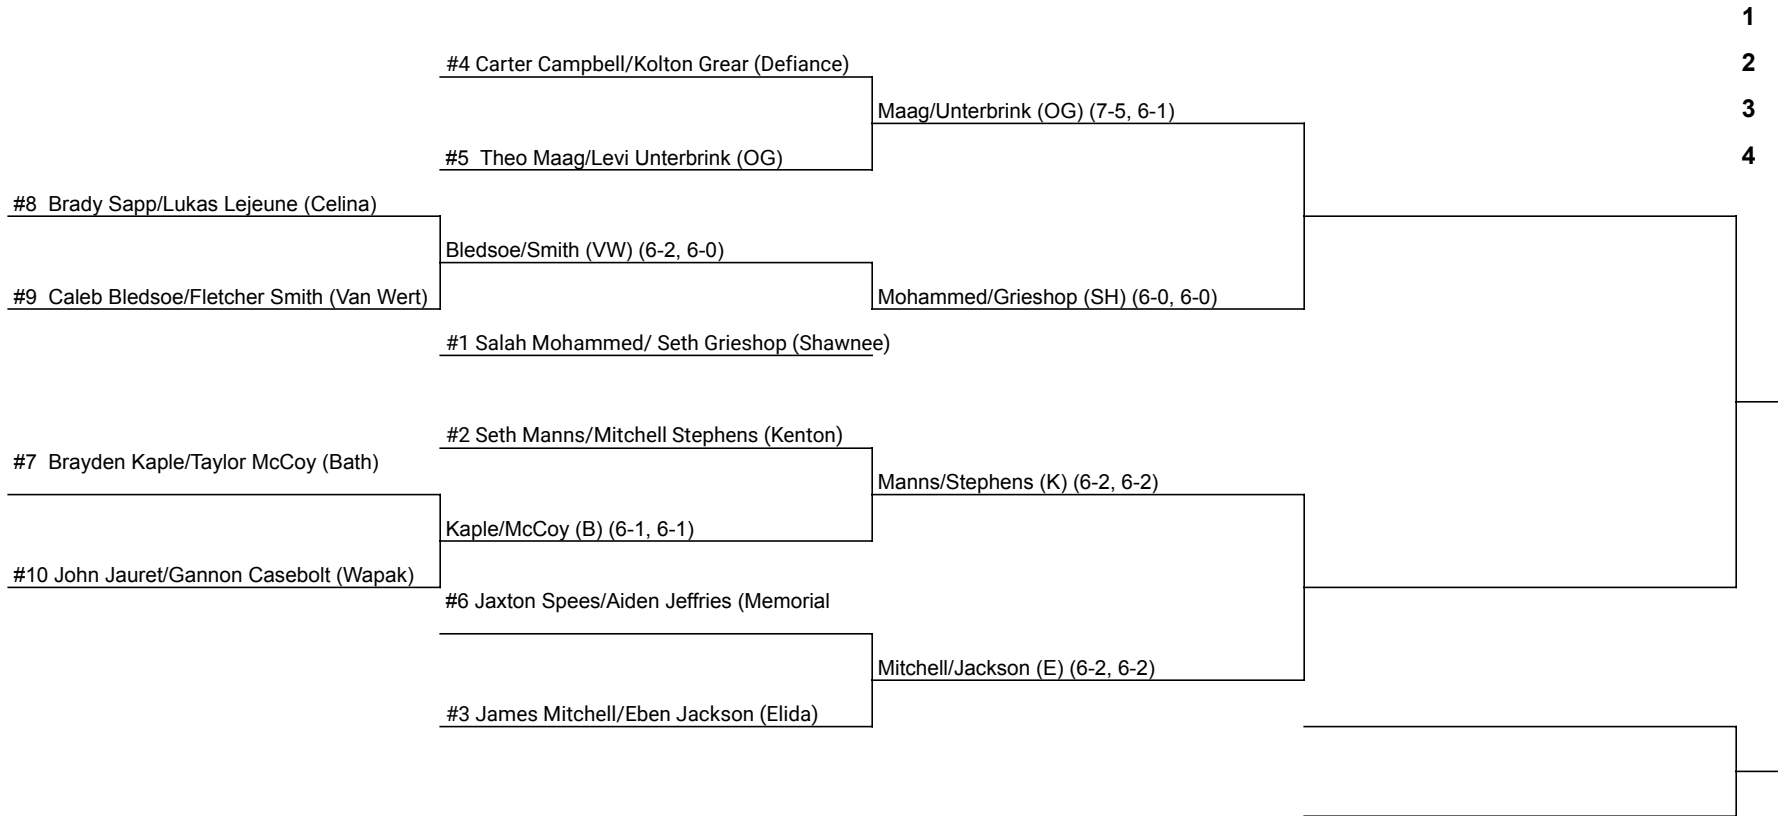 1
#4 Carter Campbell/Kolton Grear (Defiance)
2
Maag/Unterbrink (OG) (7-5, 6-1)
3
#5 Theo Maag/Levi Unterbrink (OG)
4
#8 Brady Sapp/Lukas Lejeune (Celina)
Bledsoe/Smith (VW) (6-2, 6-0)
#9 Caleb Bledsoe/Fletcher Smith (Van Wert)
Mohammed/Grieshop (SH) (6-0, 6-0)
#1 Salah Mohammed/ Seth Grieshop (Shawnee)
#2 Seth Manns/Mitchell Stephens (Kenton)
#7 Brayden Kaple/Taylor McCoy (Bath)
Manns/Stephens (K) (6-2, 6-2)
Kaple/McCoy (B) (6-1, 6-1)
#10 John Jauret/Gannon Casebolt (Wapak)
#6 Jaxton Spees/Aiden Jeffries (Memorial
Mitchell/Jackson (E) (6-2, 6-2)
#3 James Mitchell/Eben Jackson (Elida)